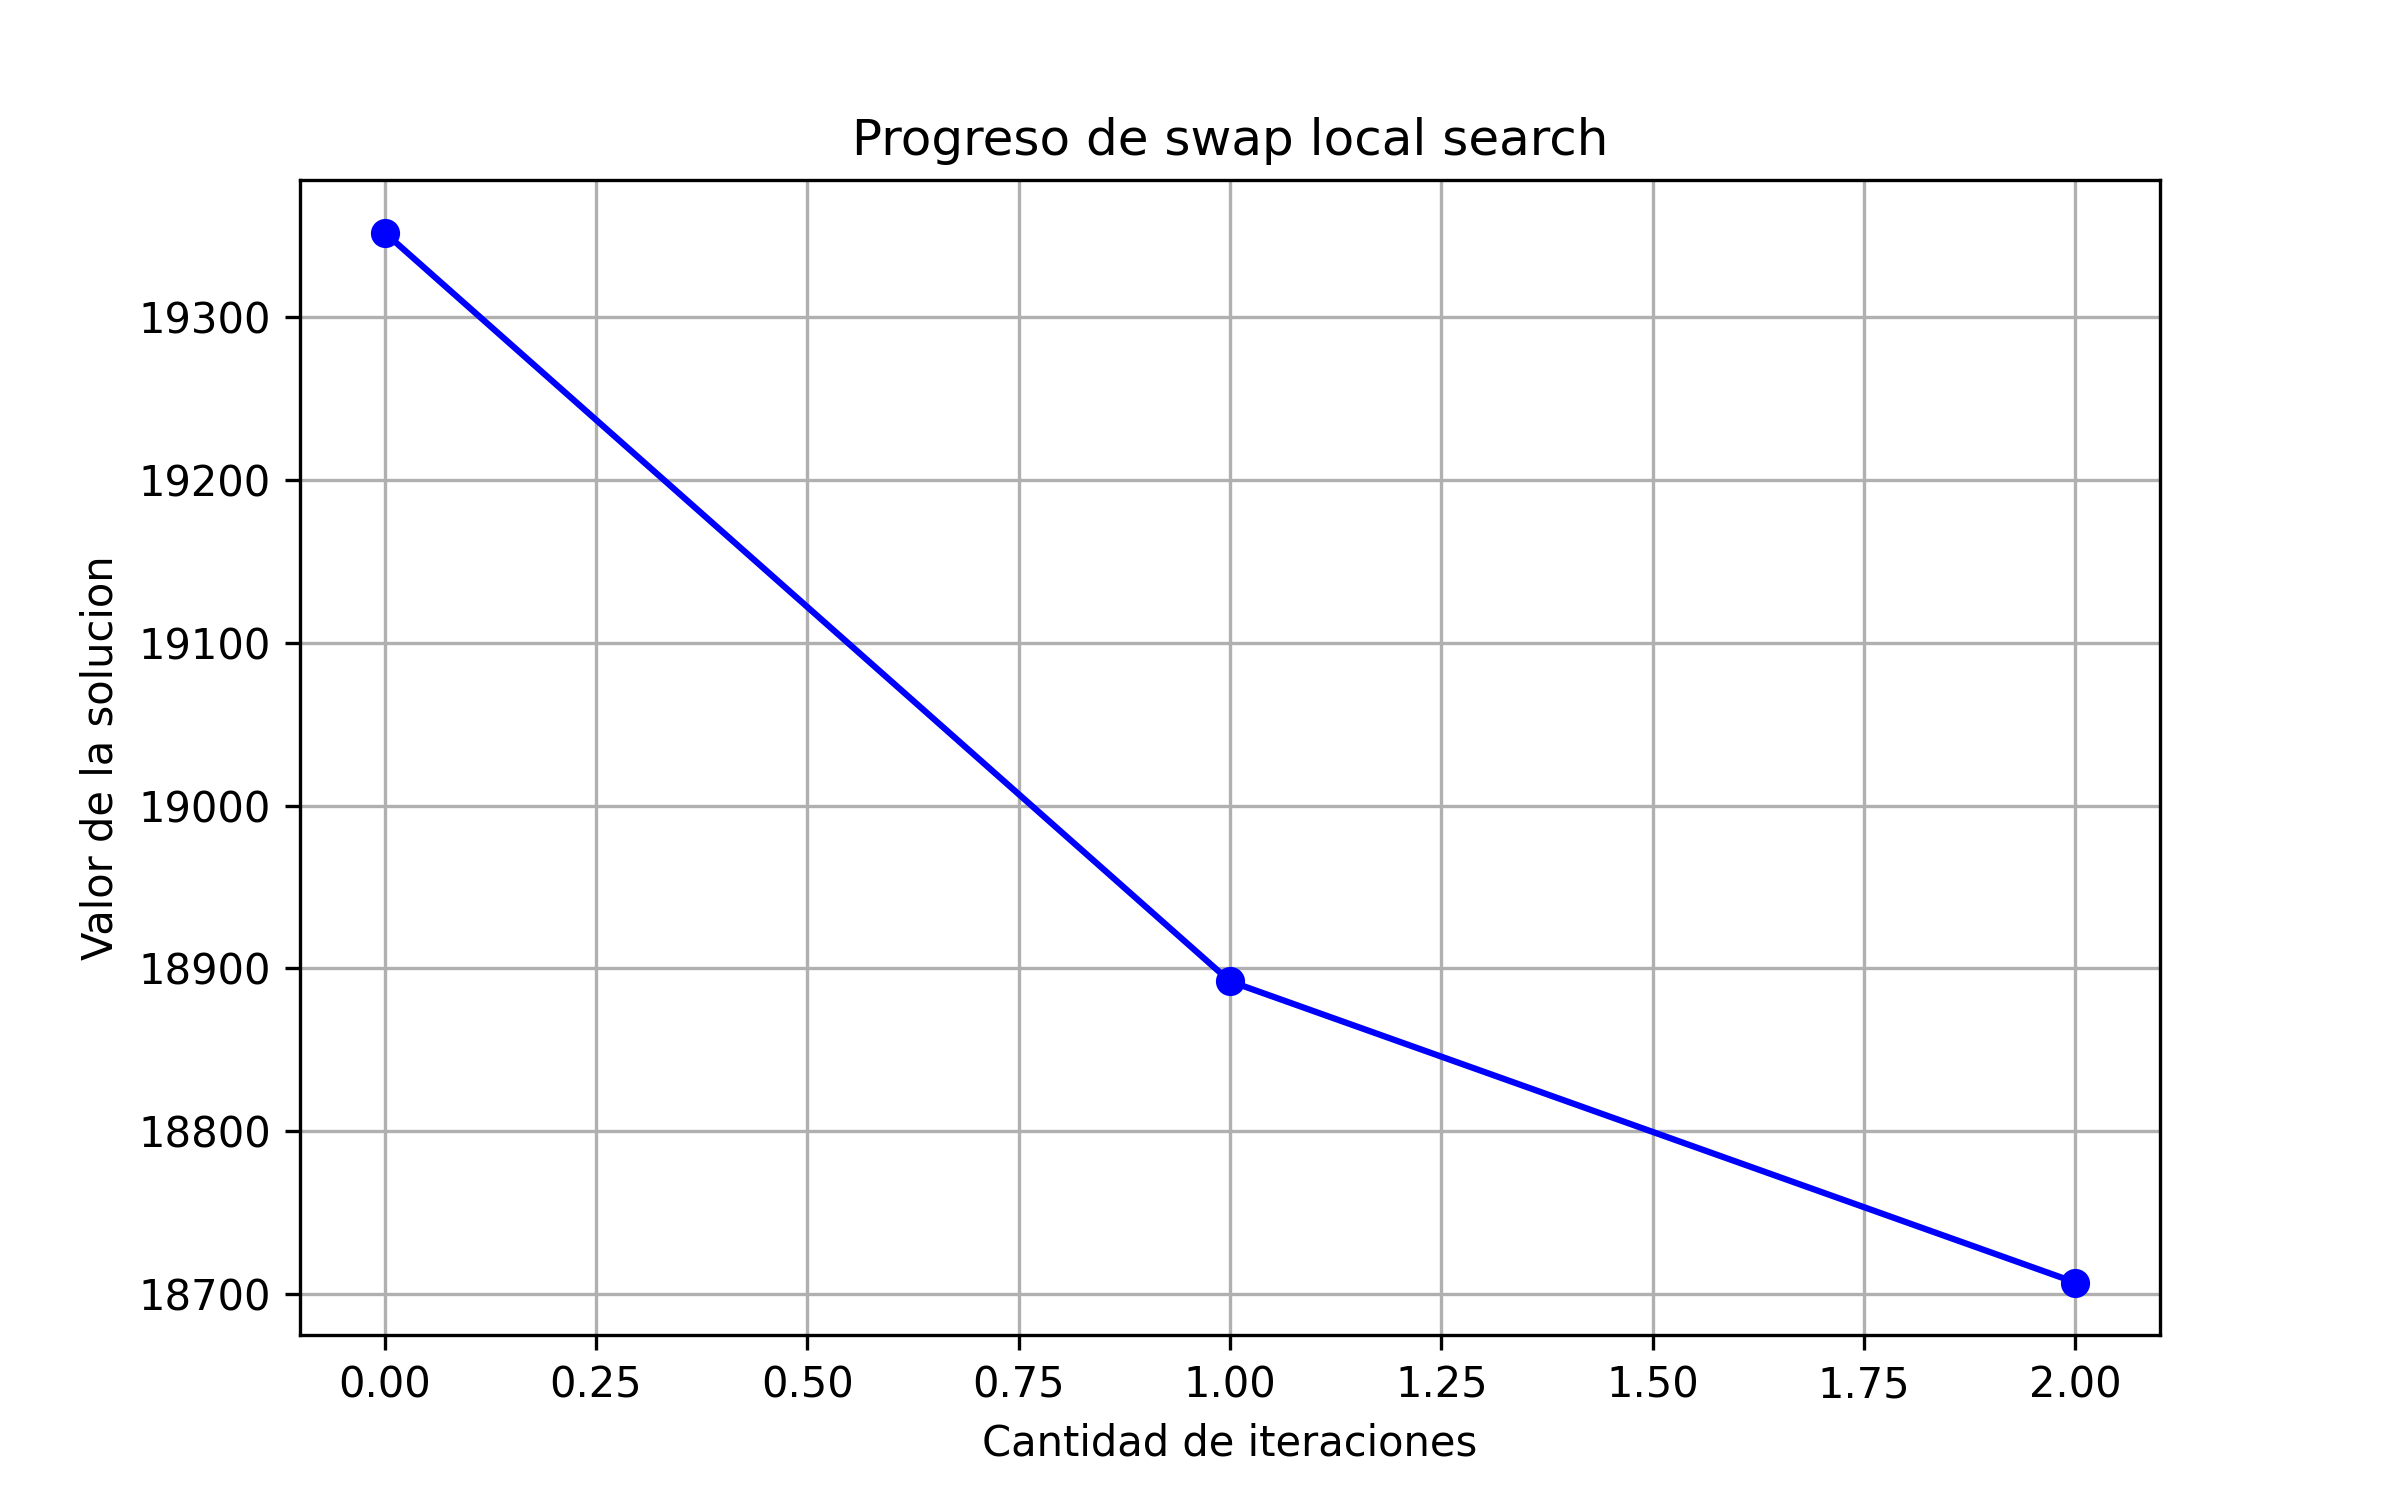 Progreso de swap local search
Valor de la solucion
19300
19200
19100
19000
18900
18800
18700
0.00 0.25 0.50 0.75 1.00 1.25 1.50 1.75 2.00
Cantidad de iteraciones